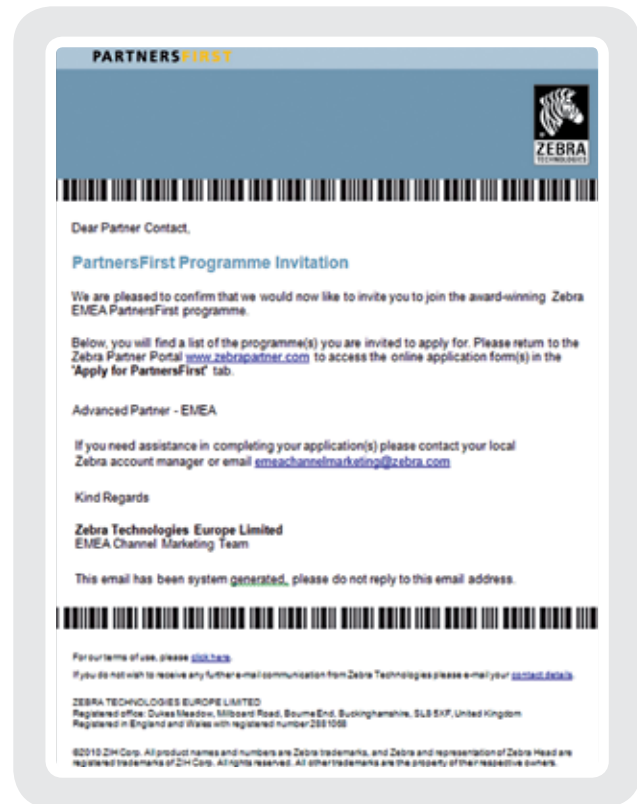 PARTNERSFIRST
ZEBRA
TECHNOLOGIES
Dear Partner Contact,
PartnersFirst Programme Invitation
We are pleased to confirm that we would now like to invite you to join the award-winning Zebra
EMEA PartnersFirst programme.
Below, you will find a list of the programme(s) you are invited to apply for. Please return to the
Zebra Partner Portal www.zebrapartner.com to access the online application form(s) in the
"Apply for PartnersFirst" tab.
Advanced Partner - EMEA
If you need assistance in completing your application(s) please contact your local
Zebra account manager or email emeachannelmarketing@zebra.com
Kind Regards
Zebra Technologies Europe Limited
EMEA Channel Marketing Team
This email has been system generated, please do not reply to this email address.
For our terms of use, please click here.
If you do not wish to receive any further e-mail communication from Zebra Technologies please e-mail your contact details.
ZEBRA TECHNOLOGIES EUROPE LIMITED
Registered office: Dukes Meadow, Millboard Road, Bourne End, Buckinghamshire, SL8 5XF, United Kingdom
Registered in England and Wales with registered number 2881068
©2010 ZIH Corp. All product names and numbers are Zebra trademarks, and Zebra and representation of Zebra Head are
registered trademarks of ZIH Corp. All rights reserved. All other trademarks are the property of their respective owners.